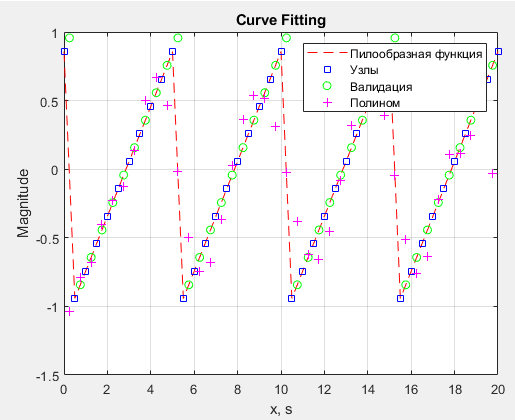 Curve Fitting
Пилообразная функция
Узлы
Валидация
Полином
Magnitude
1
0.5
0
-0.5
-1
-1.5
0 2 4 6 8 10 12 14 16 18 20
x, s